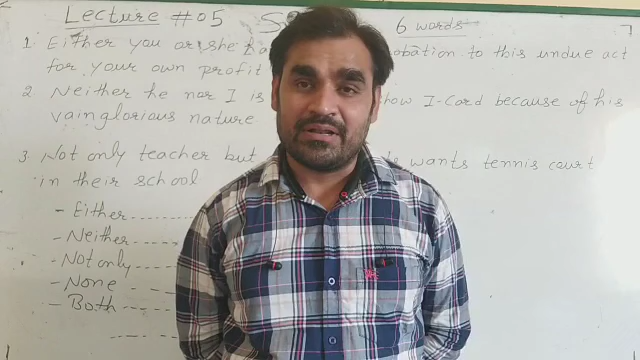 Lecture #05 S 6 words
1. Either you or she ha obation to this undue act
for your own profit
2 Neither he nor I is how I-Card because of his
vainglorious nature
3 Not only teacher but s wants tennis court
in their school
- Either ......
- Neither ......
- Not only ......
- None ......
- Both ......
......